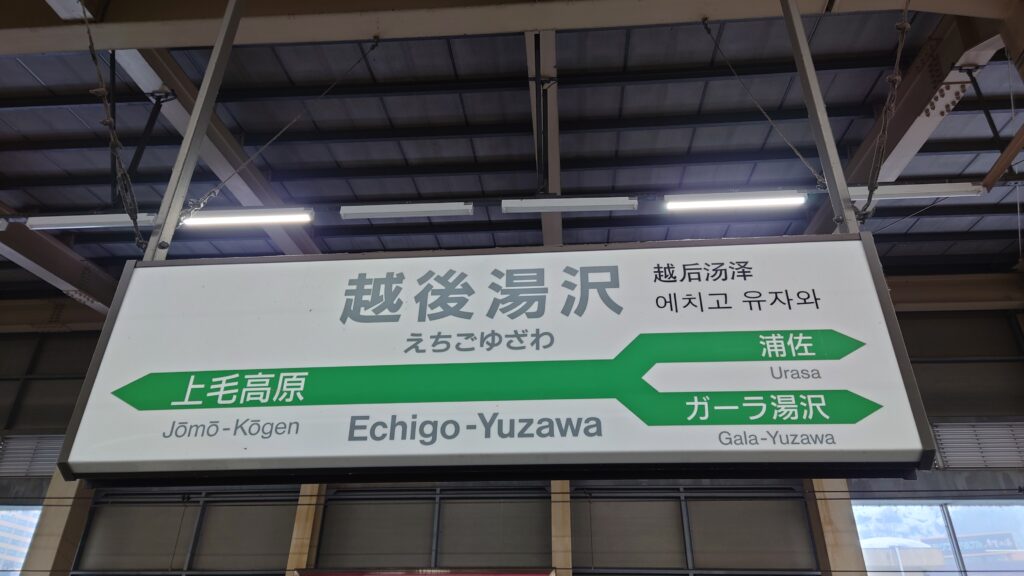 越後湯沢
越后汤泽
에치고 유자와
えちごゆざわ
上毛高原
Jōmō-Kōgen
Echigo-Yuzawa
浦佐
Urasa
ガーラ湯沢
Gala-Yuzawa